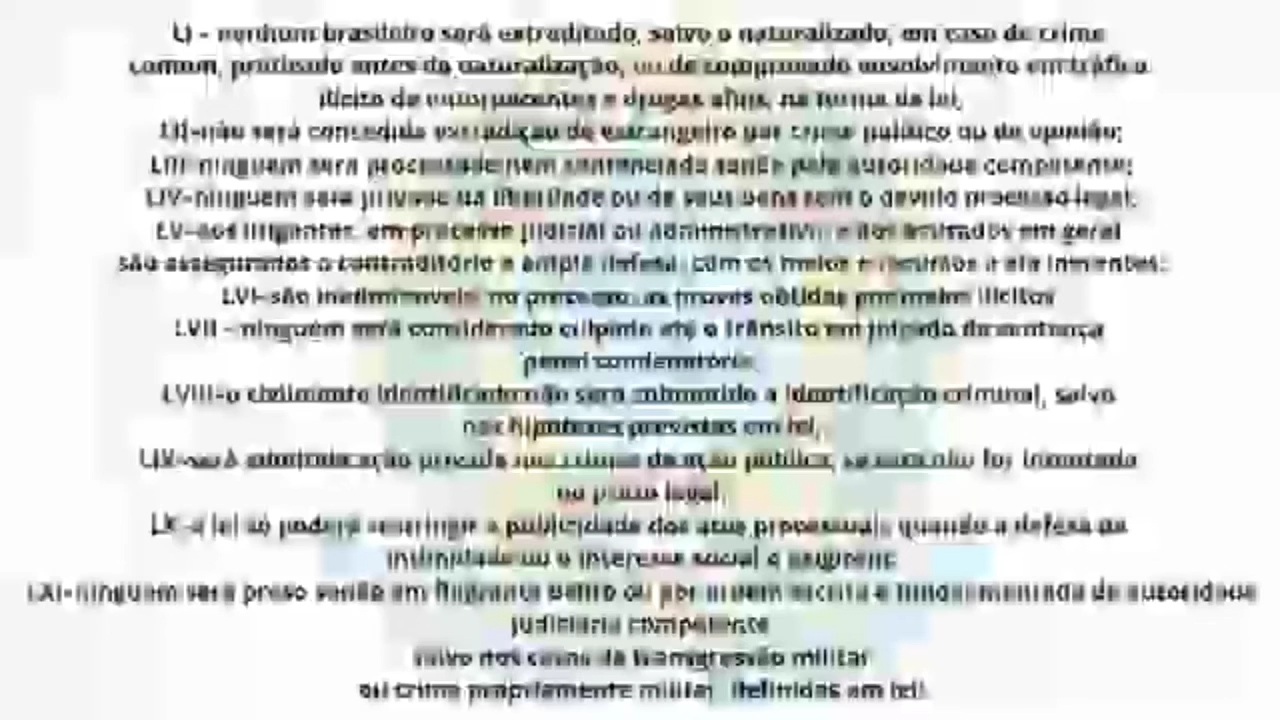 LI - nenhum brasileiro será extraditado, salvo o naturalizado, em caso de crime
comum, praticado antes da naturalização, ou de comprovado envolvimento em tráfico
ilícito de entorpecentes e drogas afins, na forma da lei;
LII-não será concedida extradição de estrangeiro por crime político ou de opinião;
LIII-ninguém será processado nem sentenciado senão pela autoridade competente;
LIV-ninguém será privado da liberdade ou de seus bens sem o devido processo legal;
LV-aos litigantes, em processo judicial ou administrativo, e aos acusados em geral
são assegurados o contraditório e ampla defesa, com os meios e recursos a ela inerentes;
LVI-são inadmissíveis, no processo, as provas obtidas por meios ilícitos
LVII - ninguém será considerado culpado até o trânsito em julgado de sentença
penal condenatória;
LVIII-o civilmente identificado não será submetido a identificação criminal, salvo
nas hipóteses previstas em lei;
LIX-será admitida ação privada nos crimes de ação pública, se esta não for intentada
no prazo legal;
LX-a lei só poderá restringir a publicidade dos atos processuais quando a defesa da
intimidade ou o interesse social o exigirem;
LXI-ninguém será preso senão em flagrante delito ou por ordem escrita e fundamentada de autoridade
judiciária competente
salvo nos casos de transgressão militar
ou crime propriamente militar, definidos em lei;